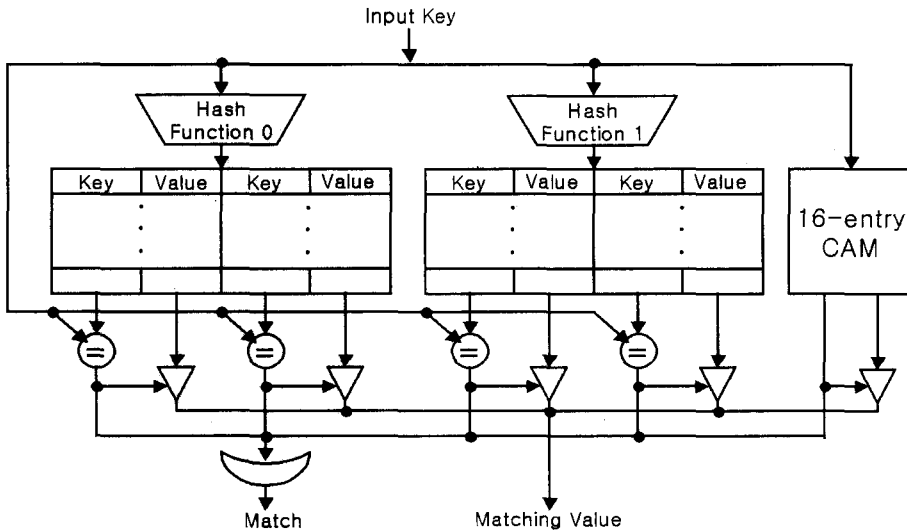 Input Key
Hash
Function 0
Hash
Function 1
Key Value Key Value
Key Value Key Value
16-entry
CAM
=
=
=
=
Match
Matching Value